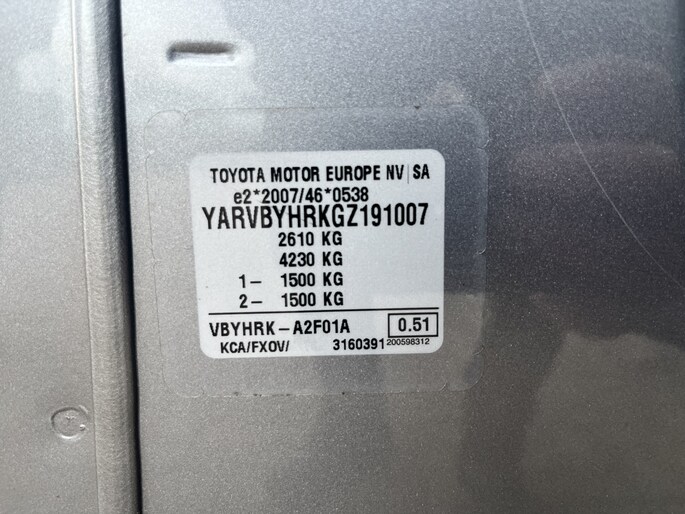 TOYOTA MOTOR EUROPE NV|SA
e2*2007/46*0538
YARVBYHRKGZ191007
2610 KG
4230 KG
1- 1500 KG
2- 1500 KG
VBYHRK-A2F01A 0.51
KCA/FXOV/ 3160391 200598312